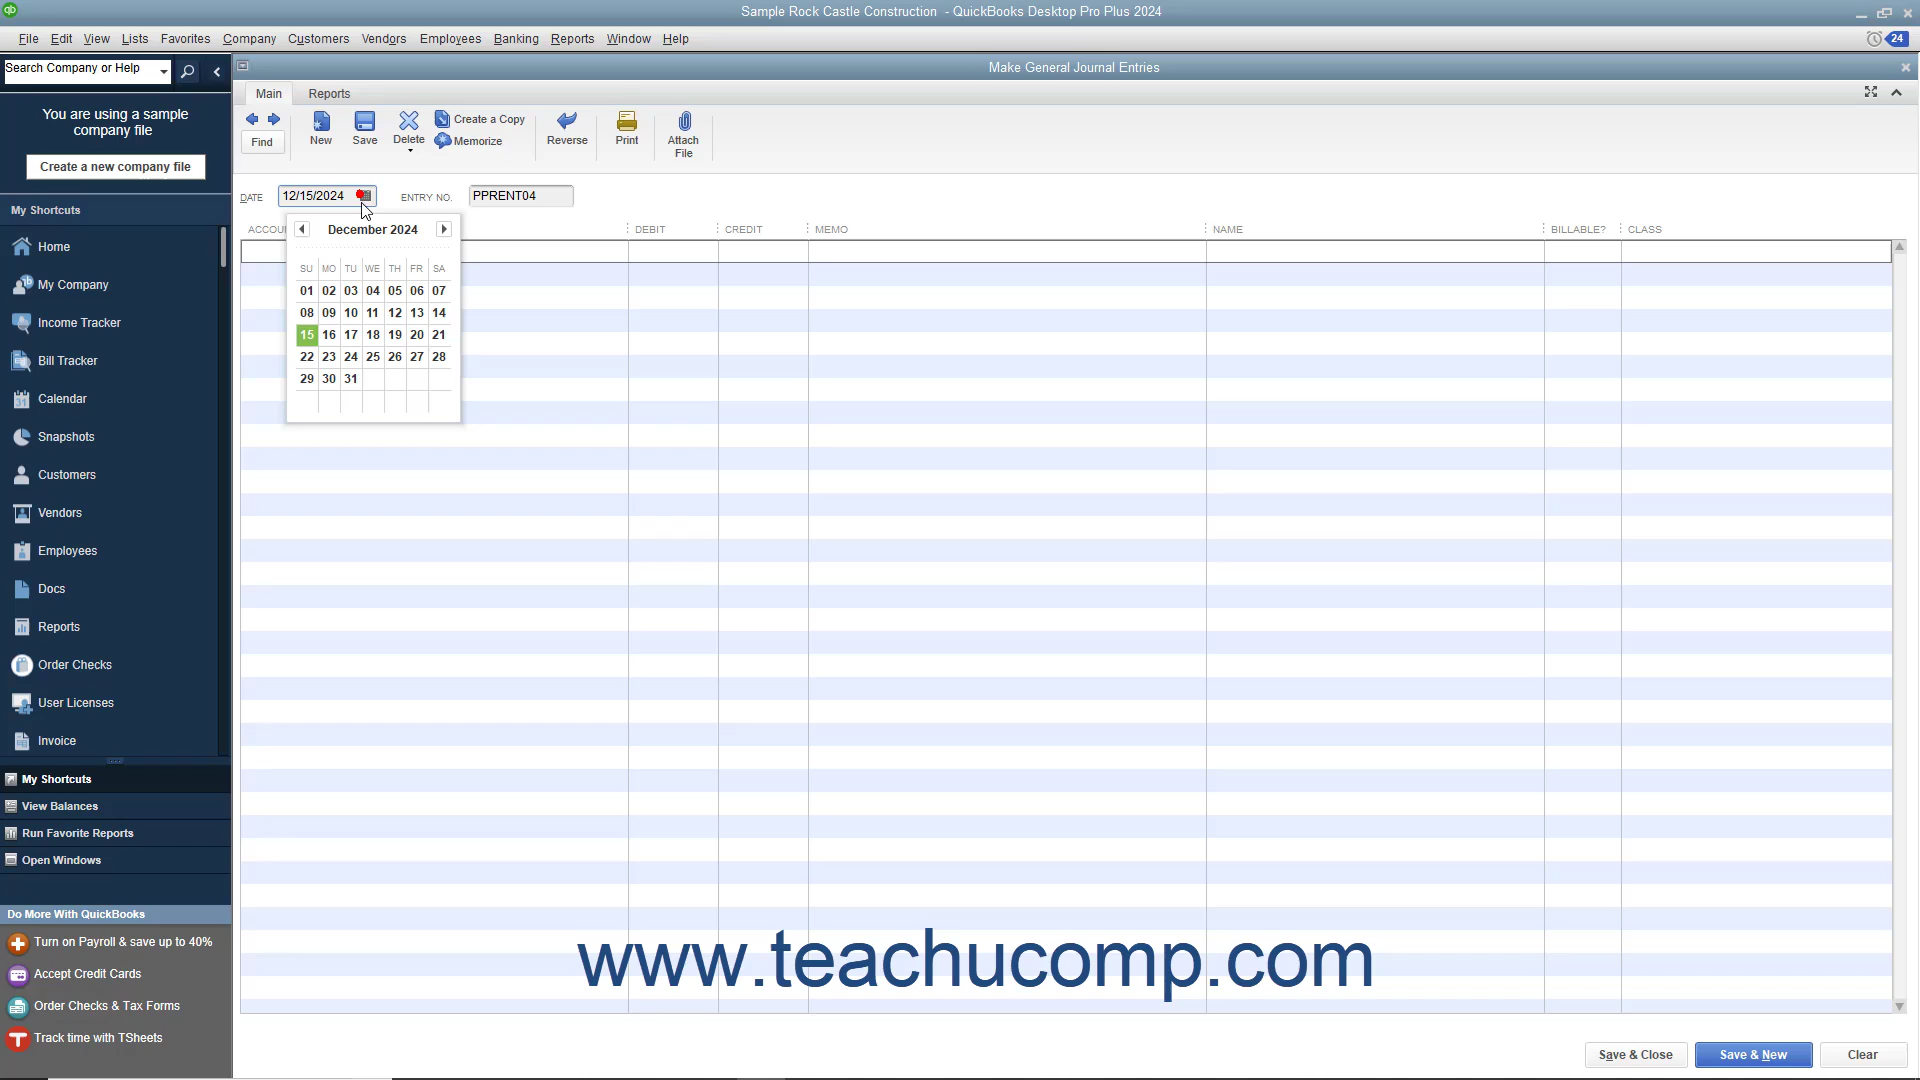 Sample Rock Castle Construction - QuickBooks Desktop Pro Plus 2024
File Edit View Lists Favorites Company Customers Vendors Employees Banking Reports Window Help
24
Search Company or Help
Make General Journal Entries
Main Reports
You are using a sample
company file
Create a new company file
Find
New
Save
Delete
Create a Copy
Memorize
Reverse
Print
Attach
File
My Shortcuts
DATE 12/15/2024 ENTRY NO. PPRENT04
ACCOU DEBIT CREDIT MEMO NAME BILLABLE? CLASS
December 2024
SU MO TU WE TH FR SA
01 02 03 04 05 06 07
08 09 10 11 12 13 14
15 16 17 18 19 20 21
22 23 24 25 26 27 28
29 30 31
Home
My Company
Income Tracker
Bill Tracker
Calendar
Snapshots
Customers
Vendors
Employees
Docs
Reports
Order Checks
User Licenses
Invoice
My Shortcuts
View Balances
Run Favorite Reports
Open Windows
Do More With QuickBooks
Turn on Payroll & save up to 40%
Accept Credit Cards
Order Checks & Tax Forms
Track time with TSheets
www.teachucomp.com
Save & Close Save & New Clear